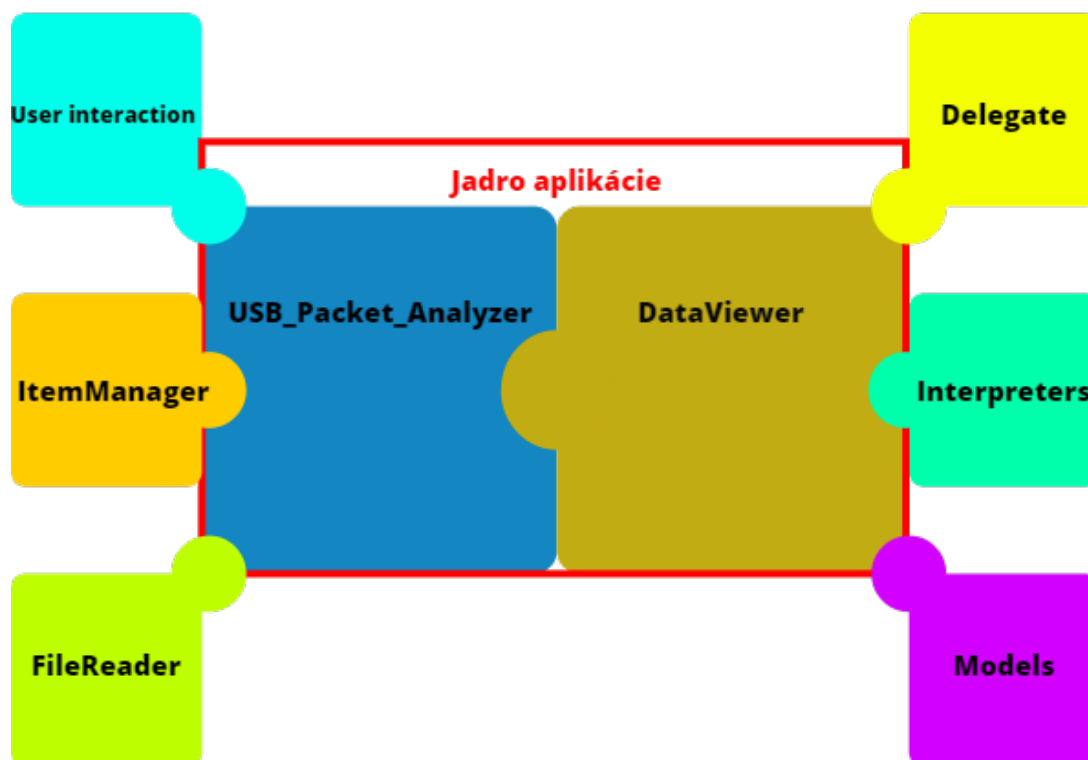 User interaction
Delegate
Jadro aplikácie
USB_Packet_Analyzer
DataViewer
ItemManager
Interpreters
FileReader
Models